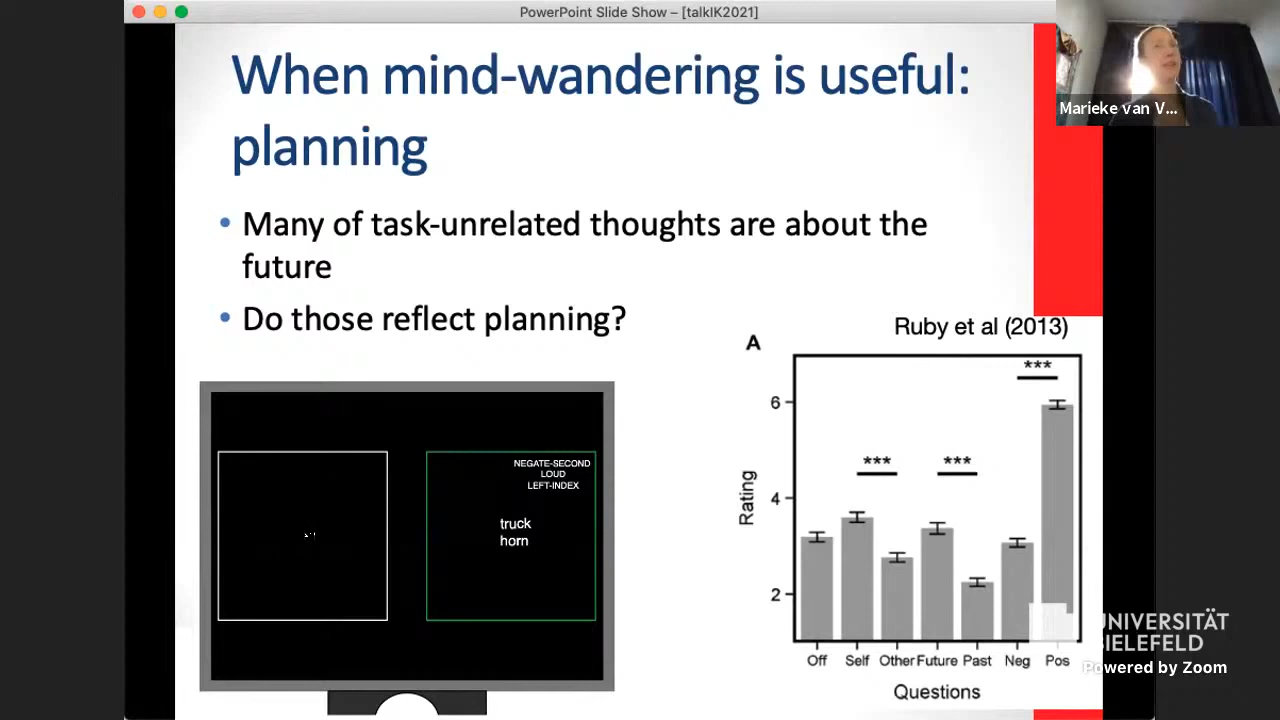 PowerPoint Slide Show – [talkIK2021]
Marieke van V...
When mind-wandering is useful:
planning
• Many of task-unrelated thoughts are about the
future
• Do those reflect planning?
Ruby et al (2013)
NEGATE-SECOND
LOUD
LEFT-INDEX
truck
horn
A
***
***
***
6
4
2
Rating
Off Self Other Future Past Neg Pos
Questions
UNIVERSITÄT
BIELEFELD
Powered by Zoom